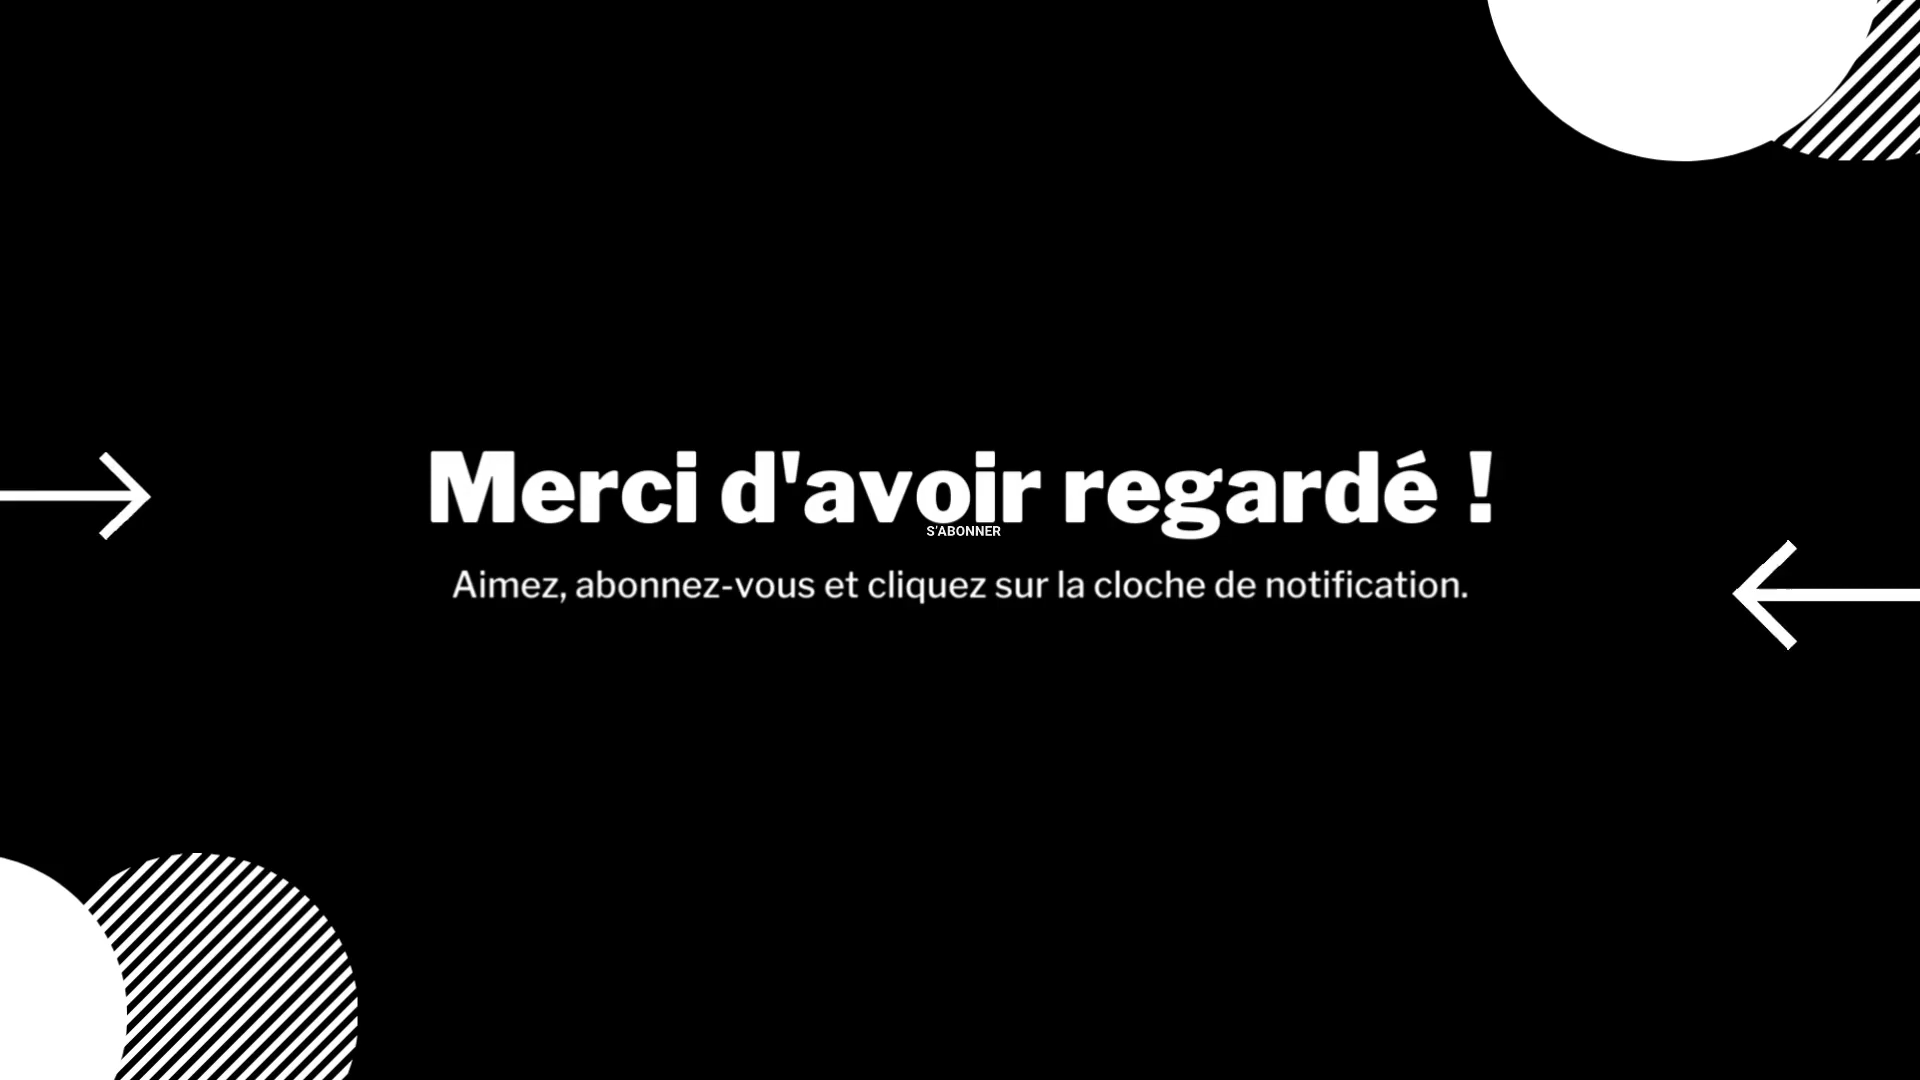 Merci d'avoir regardé !
S'ABONNER
Aimez, abonnez-vous et cliquez sur la cloche de notification.